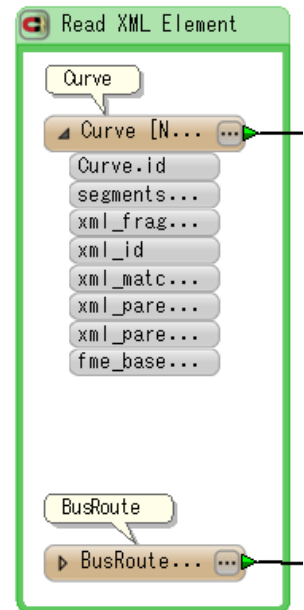 Read XML Element
Curve
Curve [N...
Curve.id
segments...
xml_frag...
xml_id
xml_matc...
xml_pare...
xml_pare...
fme_base...
BusRoute
BusRoute...